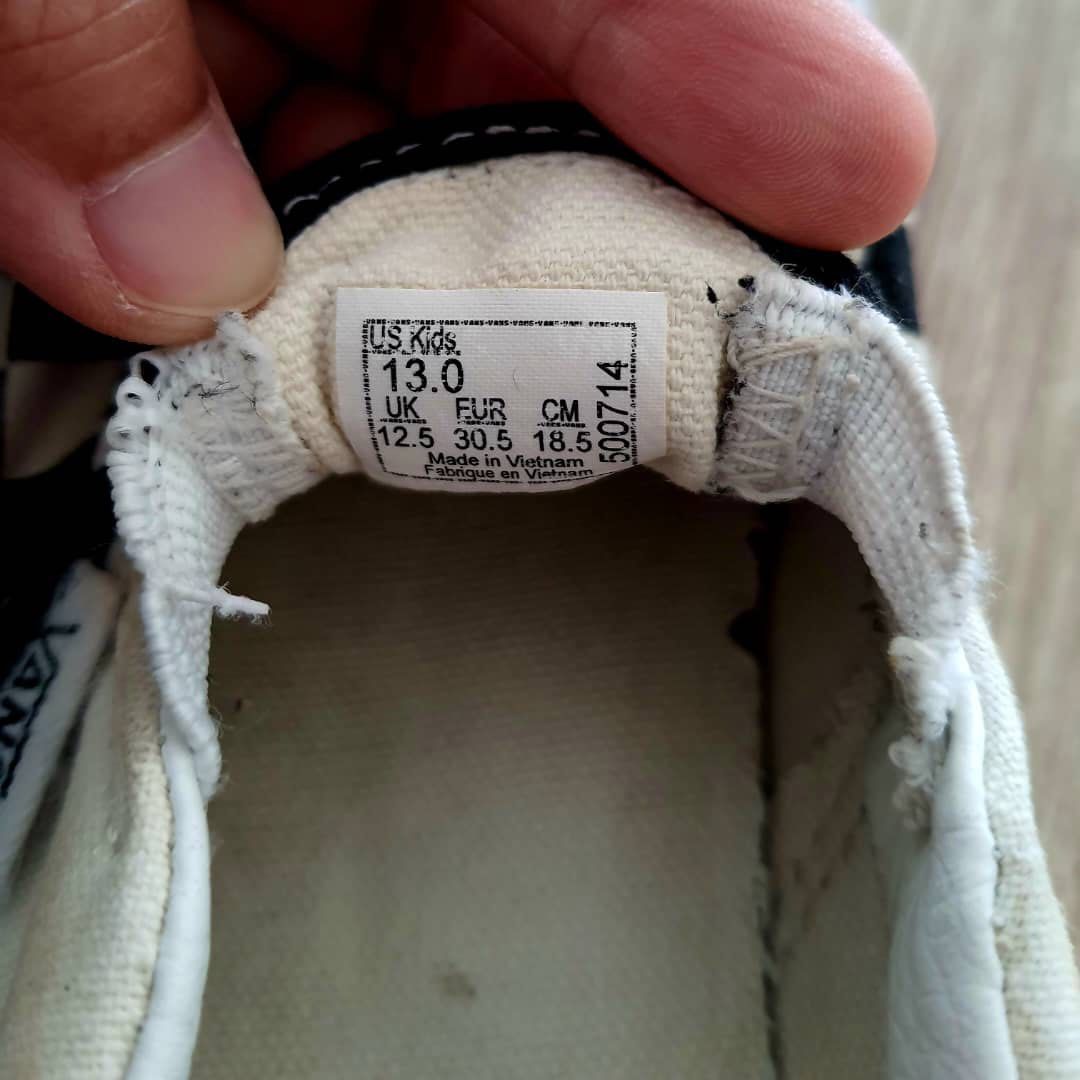 US Kids
13.0
UK EUR CM
12.5 30.5 18.5
Made in Vietnam
Fabrique en Vietnam
500714
VANS